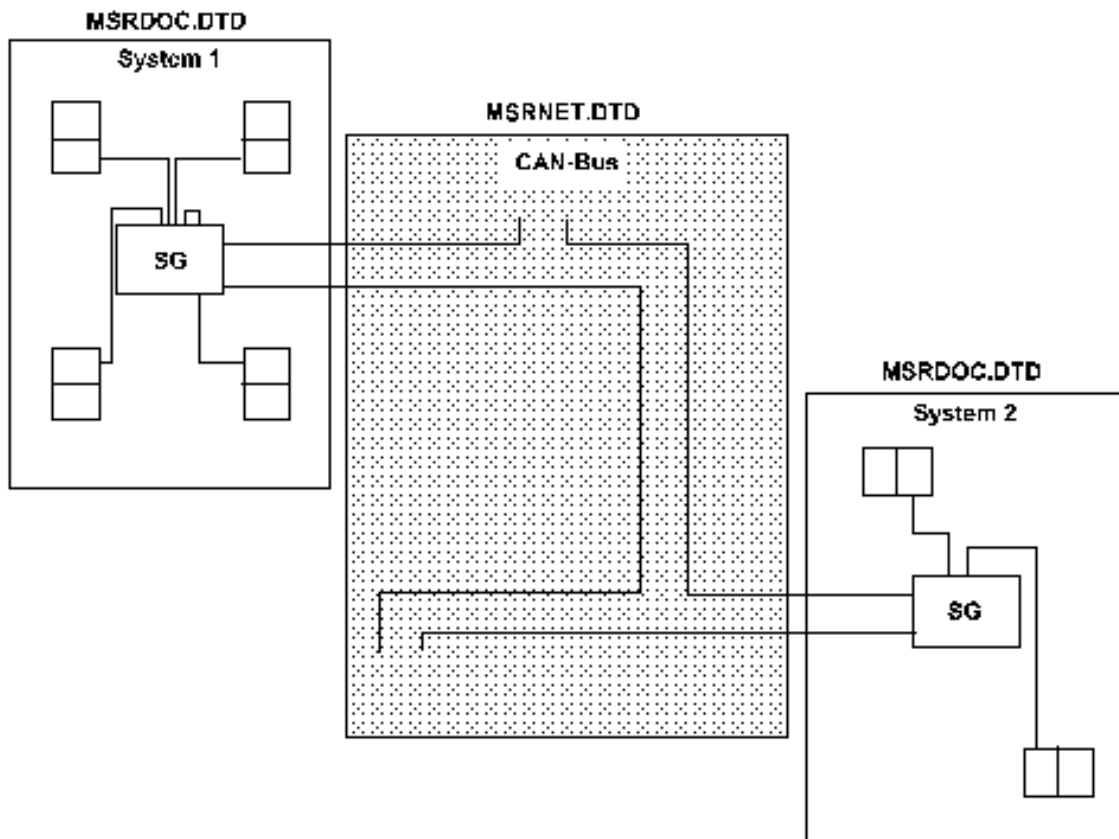 MSRDOC.DTD
System 1
SG
MSRNET.DTD
CAN-Bus
MSRDOC.DTD
System 2
SG